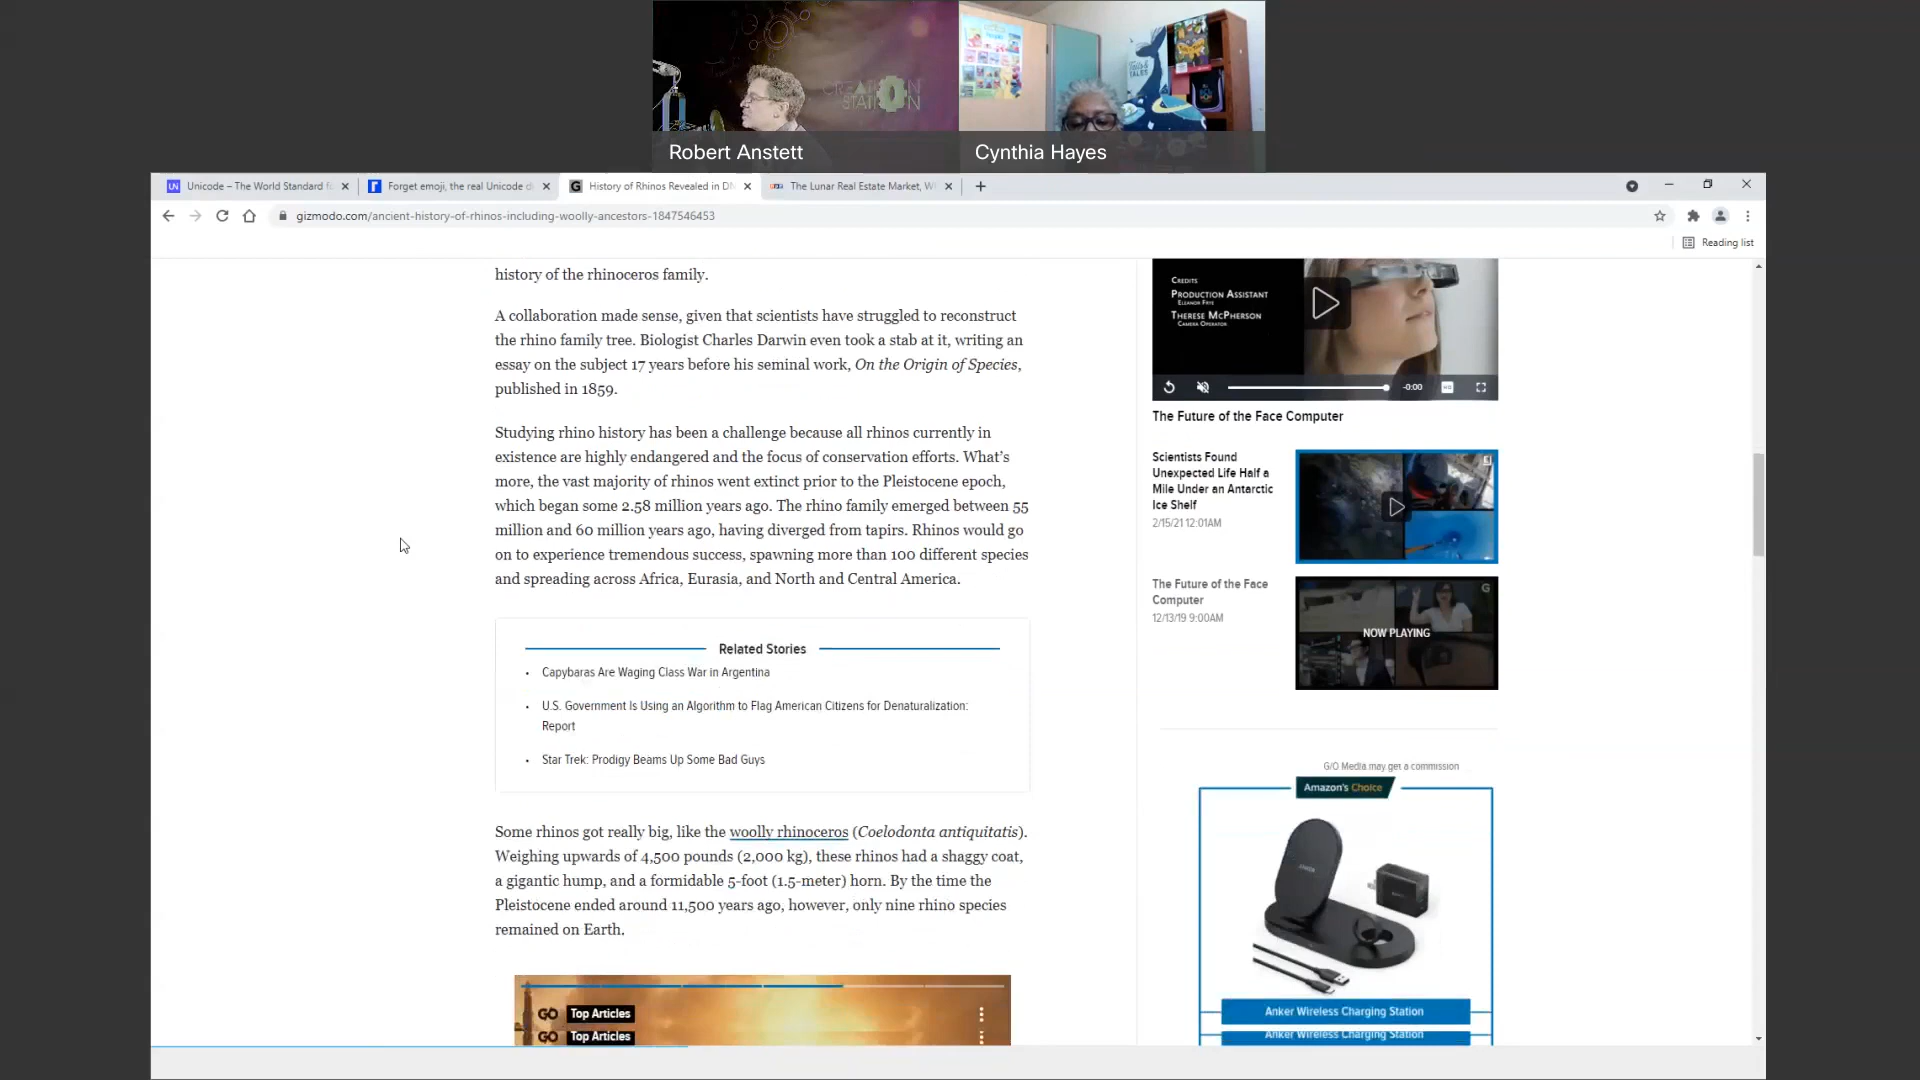 CREATION
STATION
TALES
Robert Anstett
Cynthia Hayes
Unicode – The World Standard fo
Forget emoji, the real Unicode d
History of Rhinos Revealed in DN
The Lunar Real Estate Market, W
gizmodo.com/ancient-history-of-rhinos-including-woolly-ancestors-1847546453
Reading list
history of the rhinoceros family.
A collaboration made sense, given that scientists have struggled to reconstruct
the rhino family tree. Biologist Charles Darwin even took a stab at it, writing an
essay on the subject 17 years before his seminal work, On the Origin of Species,
published in 1859.
Studying rhino history has been a challenge because all rhinos currently in
existence are highly endangered and the focus of conservation efforts. What's
more, the vast majority of rhinos went extinct prior to the Pleistocene epoch,
which began some 2.58 million years ago. The rhino family emerged between 55
million and 60 million years ago, having diverged from tapirs. Rhinos would go
on to experience tremendous success, spawning more than 100 different species
and spreading across Africa, Eurasia, and North and Central America.
Related Stories
• Capybaras Are Waging Class War in Argentina
• U.S. Government Is Using an Algorithm to Flag American Citizens for Denaturalization:
Report
• Star Trek: Prodigy Beams Up Some Bad Guys
Some rhinos got really big, like the woolly rhinoceros (Coelodonta antiquitatis).
Weighing upwards of 4,500 pounds (2,000 kg), these rhinos had a shaggy coat,
a gigantic hump, and a formidable 5-foot (1.5-meter) horn. By the time the
Pleistocene ended around 11,500 years ago, however, only nine rhino species
remained on Earth.
GO Top Articles
GO Top Articles
CREDITS
PRODUCTION ASSISTANT
ELEANOR FRYE
THERESE MCPHERSON
CAMERA OPERATOR
-0:00
The Future of the Face Computer
Scientists Found
Unexpected Life Half a
Mile Under an Antarctic
Ice Shelf
2/15/21 12:01AM
The Future of the Face
Computer
12/13/19 9:00AM
NOW PLAYING
G/O Media may get a commission
Amazon's Choice
Anker Wireless Charging Station
Anker Wireless Charging Station